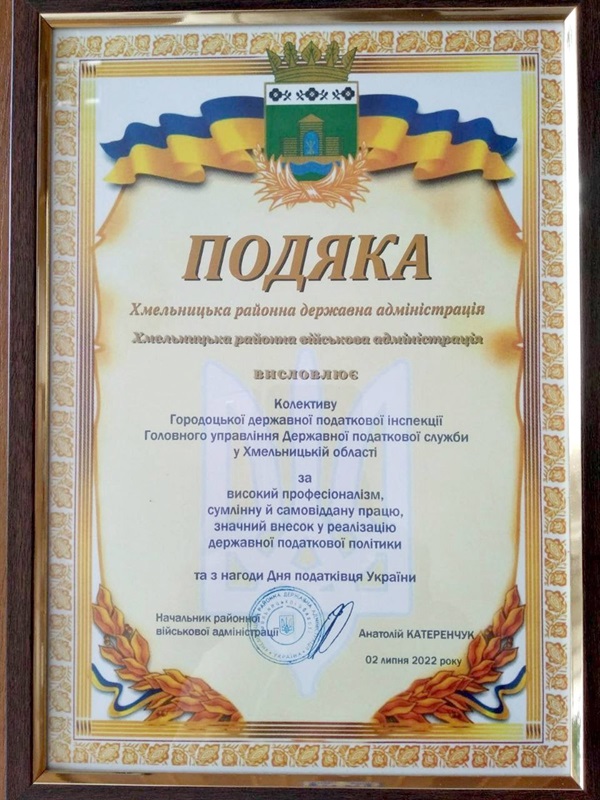 ПОДЯКА
Хмельницька районна державна адміністрація
Хмельницька районна військова адміністрація
висловлює
Колективу
Городоцької державної податкової інспекції
Головного управління Державної податкової служби
у Хмельницькій області
за
високий професіоналізм,
сумлінну й самовіддану працю,
значний внесок у реалізацію
державної податкової політики
та з нагоди Дня податківця України
Начальник районної
військової адміністрації
Анатолій КАТЕРЕНЧУК
02 липня 2022 року